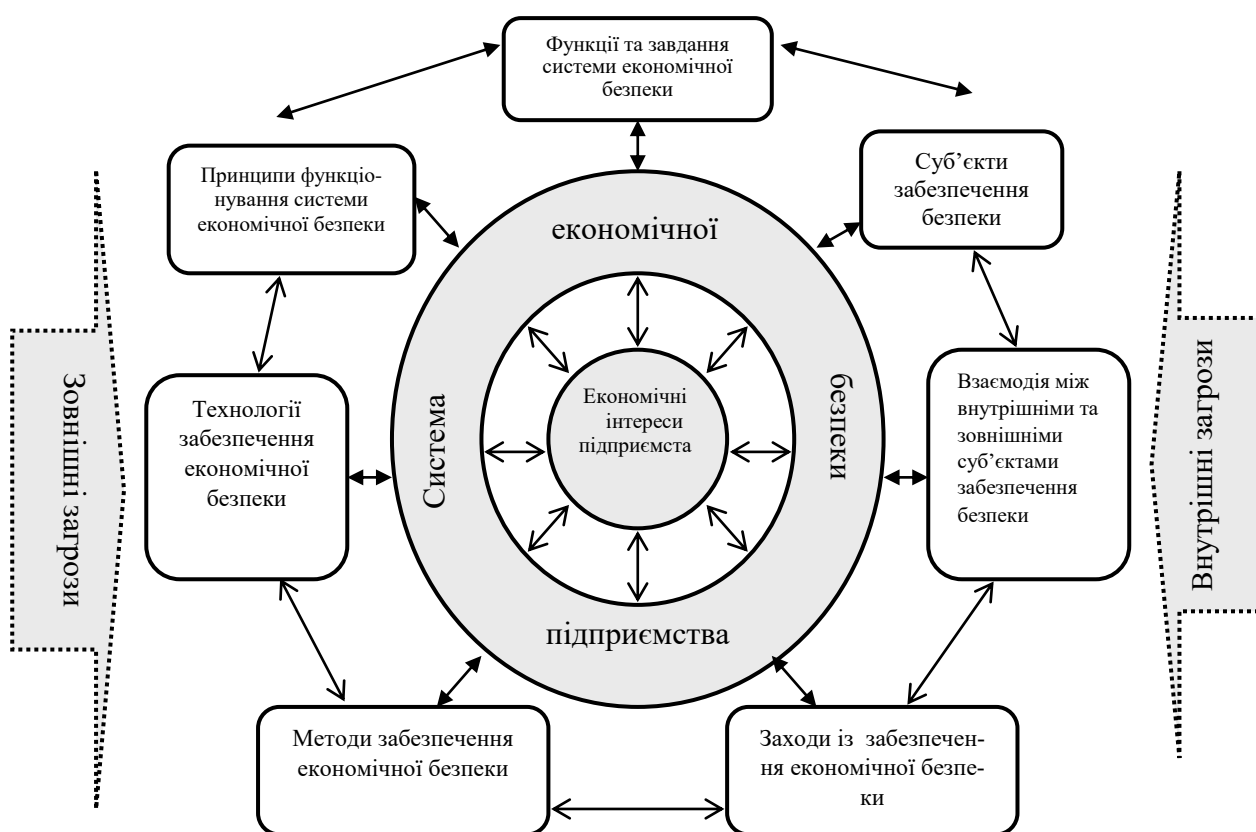 Функції та завдання
системи економічної
безпеки
Принципи функціо-
нування системи
економічної безпеки
Суб’єкти
забезпечення
безпеки
економічної
Зовнішні загрози
Технології
забезпечення
економічної
безпеки
Система
Економічні
інтереси
підприємста
безпеки
Взаємодія між
внутрішніми та
зовнішніми
суб’єктами
забезпечення
безпеки
Внутрішні загрози
підприємства
Методи забезпечення
економічної безпеки
Заходи із забезпечен-
ня економічної безпе-
ки